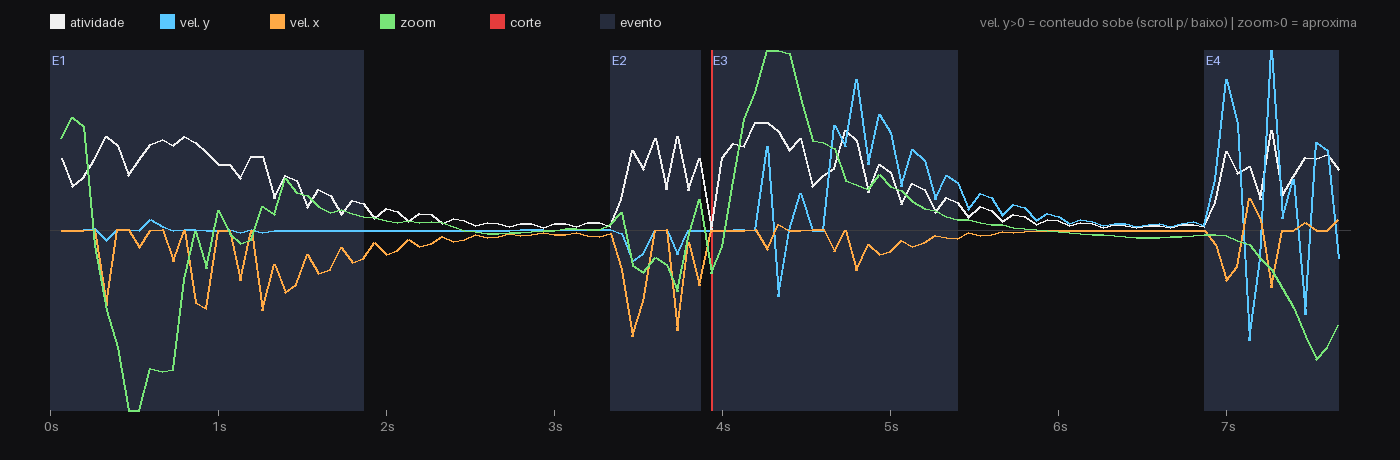 atividade vel. y vel. x zoom corte evento vel. y>0 = conteudo sobe (scroll p/ baixo) | zoom>0 = aproxima
E1 E2 E3 E4
0s 1s 2s 3s 4s 5s 6s 7s